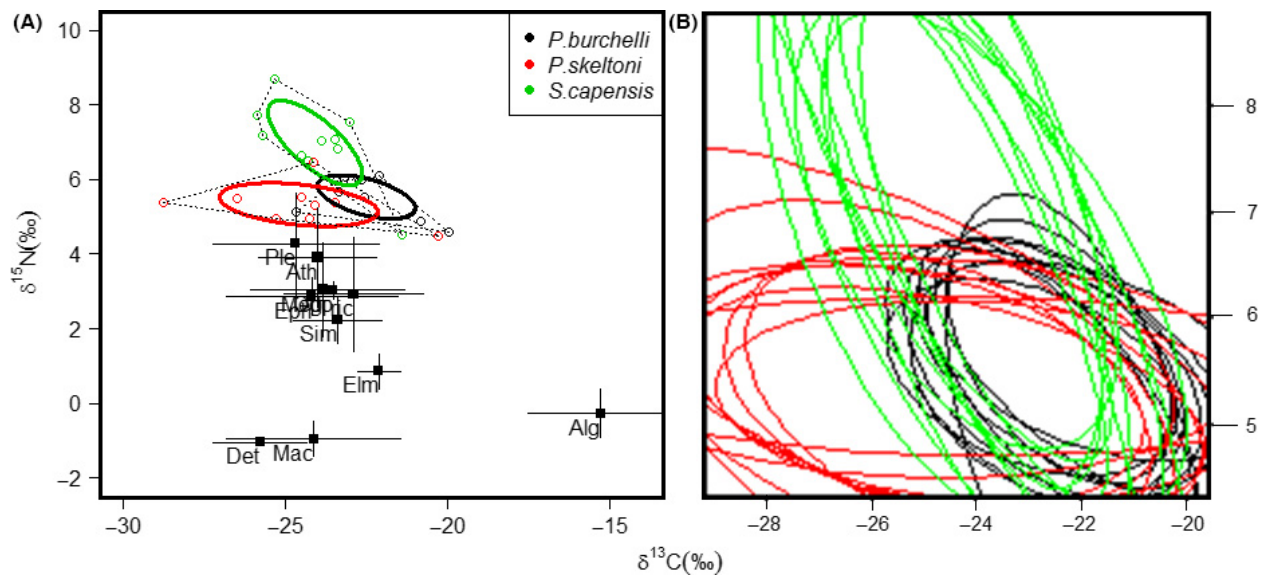 (A)
P.burchelli
P.skeltoni
S.capensis
10
8
6
4
2
0
−2
δ15N(‰)
Ple
Ath
Sim
Elm
Alg
Det
Mac
−30
−25
−20
−15
(B)
8
7
6
5
−28
−26
−24
−22
−20
δ13C(‰)